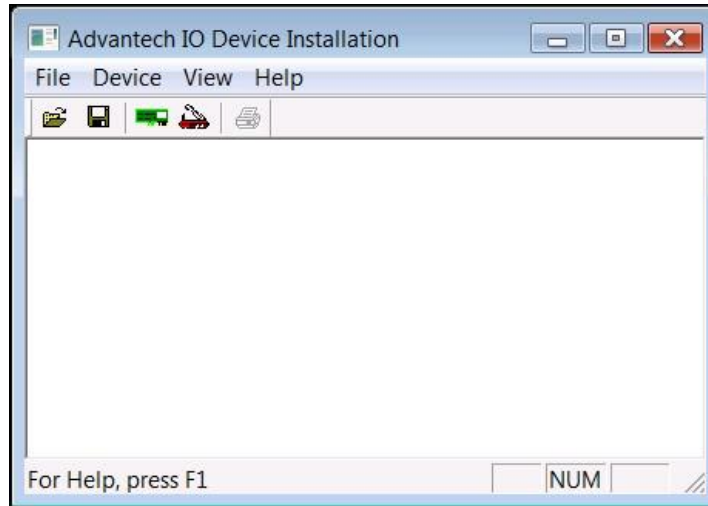 Advantech IO Device Installation
File Device View Help
For Help, press F1
NUM